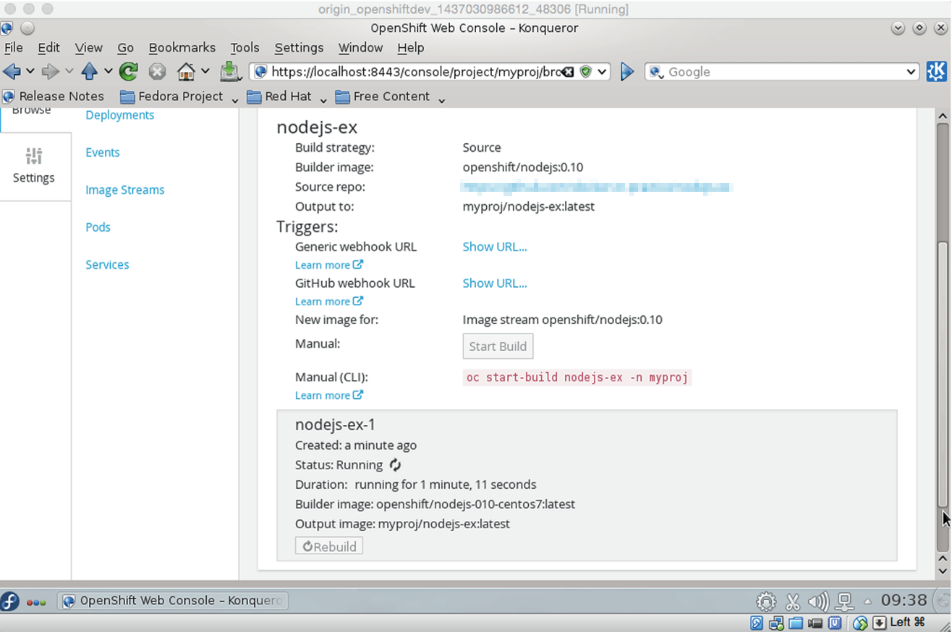 origin_openshiftdev_1437030986612_48306 [Running]
OpenShift Web Console – Konqueror
File Edit View Go Bookmarks Tools Settings Window Help
https://localhost:8443/console/project/myproj/bro
Google
Release Notes Fedora Project Red Hat Free Content
Browse
Settings
Deployments
Events
Image Streams
Pods
Services
nodejs-ex
Build strategy: Source
Builder image: openshift/nodejs:0.10
Source repo:
Output to: myproj/nodejs-ex:latest
Triggers:
Generic webhook URL Show URL...
Learn more
GitHub webhook URL Show URL...
Learn more
New image for: Image stream openshift/nodejs:0.10
Manual: Start Build
Manual (CLI): oc start-build nodejs-ex -n myproj
Learn more
nodejs-ex-1
Created: a minute ago
Status: Running
Duration: running for 1 minute, 11 seconds
Builder image: openshift/nodejs-010-centos7:latest
Output image: myproj/nodejs-ex:latest
Rebuild
OpenShift Web Console – Konquero
09:38
Left ⌘